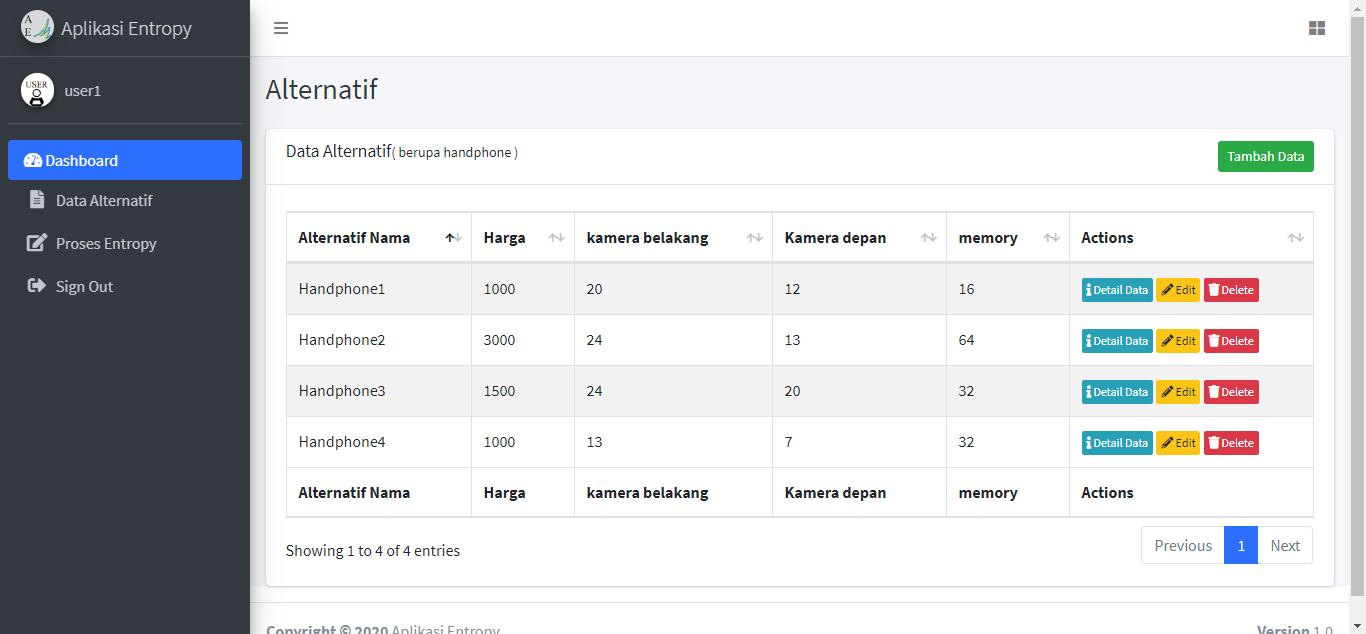 A
E
Aplikasi Entropy
USER
user1
Dashboard
Data Alternatif
Proses Entropy
Sign Out
Alternatif
Data Alternatif( berupa handphone )
Tambah Data
Alternatif Nama Harga kamera belakang Kamera depan memory Actions
Handphone1 1000 20 12 16 Detail Data Edit Delete
Handphone2 3000 24 13 64 Detail Data Edit Delete
Handphone3 1500 24 20 32 Detail Data Edit Delete
Handphone4 1000 13 7 32 Detail Data Edit Delete
Alternatif Nama Harga kamera belakang Kamera depan memory Actions
Showing 1 to 4 of 4 entries
Previous 1 Next
Copyright © 2020 Aplikasi Entropy
Version 1.0